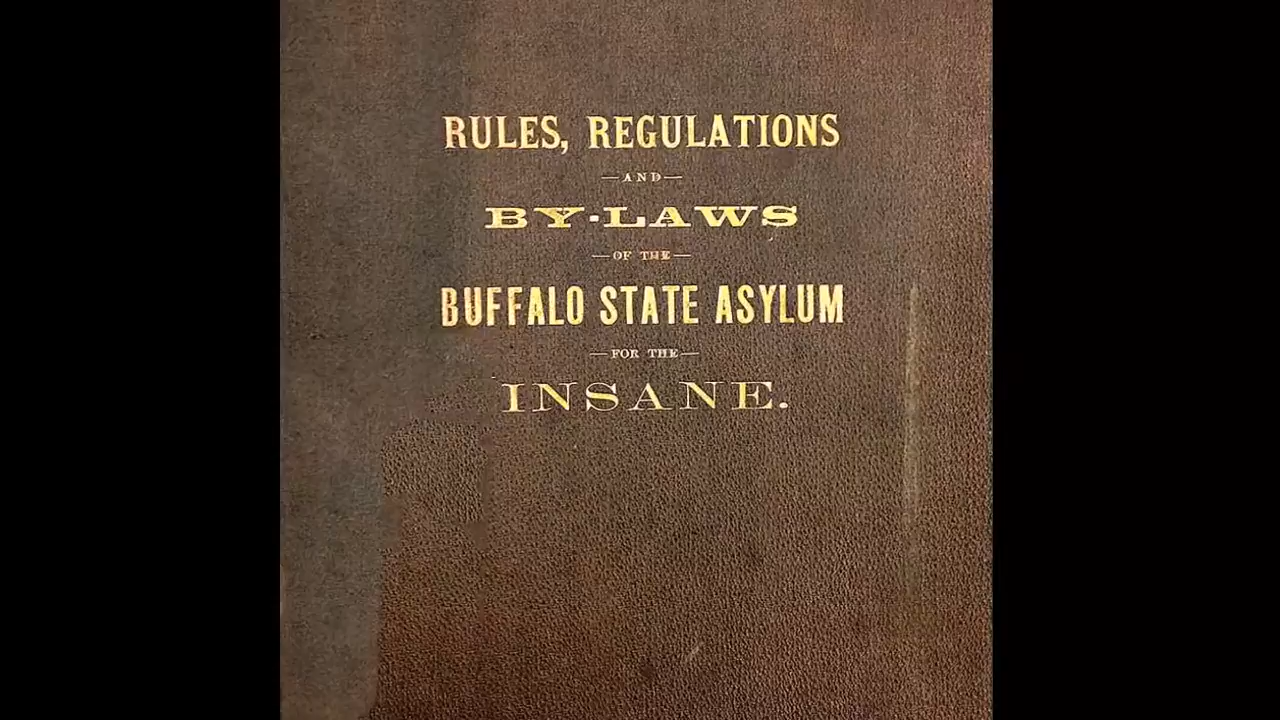 RULES, REGULATIONS
—AND—
BY-LAWS
—OF THE—
BUFFALO STATE ASYLUM
—FOR THE—
INSANE.